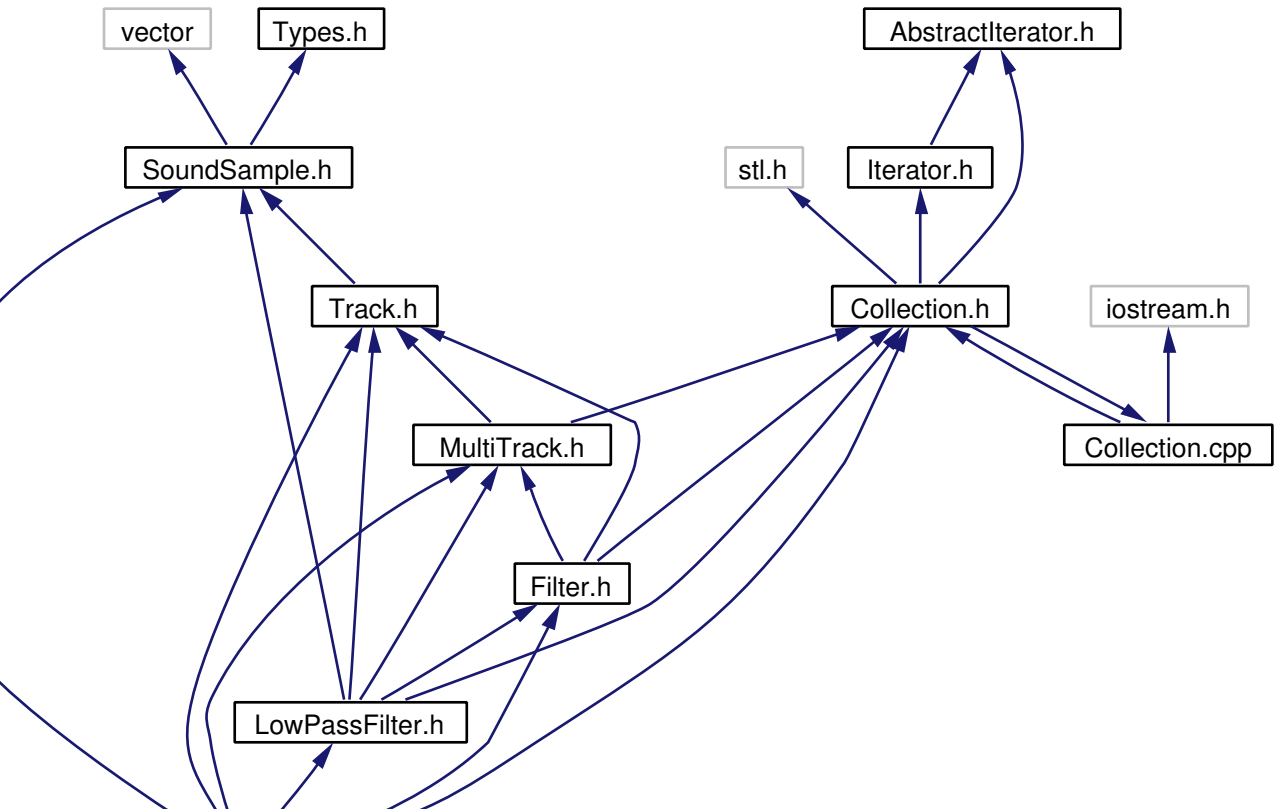 vector
Types.h
AbstractIterator.h
SoundSample.h
stl.h
Iterator.h
Track.h
Collection.h
iostream.h
MultiTrack.h
Collection.cpp
Filter.h
LowPassFilter.h